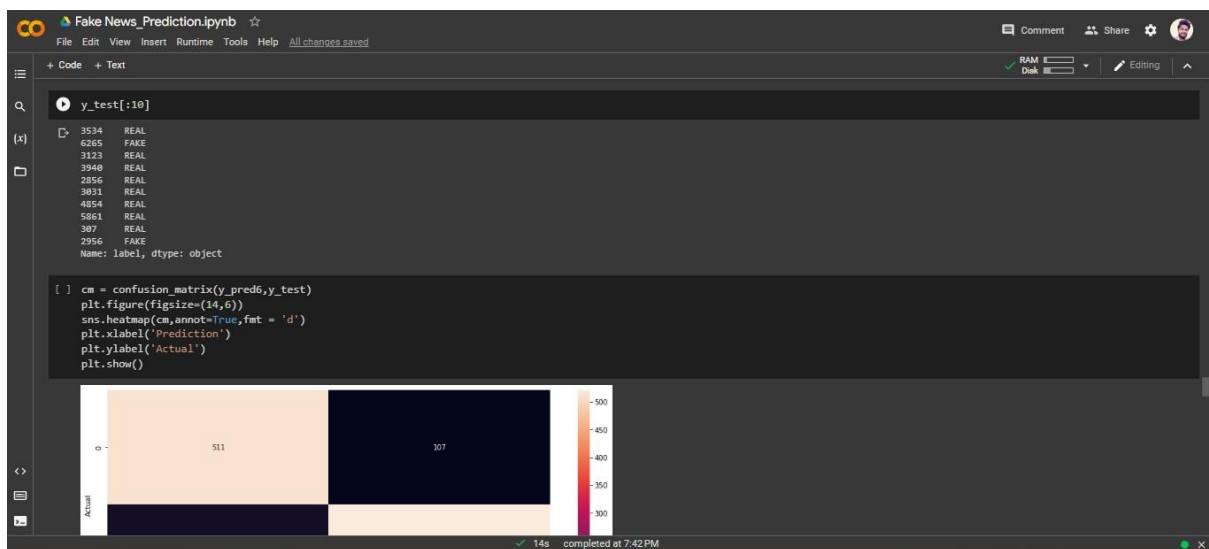 Fake News_Prediction.ipynb
File Edit View Insert Runtime Tools Help All changes saved
Comment Share
+ Code + Text
RAM
Disk
Editing
y_test[:10]
3534 REAL
6265 FAKE
3123 REAL
3940 REAL
2856 REAL
3031 REAL
4854 REAL
5861 REAL
307 REAL
2956 FAKE
Name: label, dtype: object
[ ] cm = confusion_matrix(y_pred6,y_test)
plt.figure(figsize=(14,6))
sns.heatmap(cm,annot=True,fmt = 'd')
plt.xlabel('Prediction')
plt.ylabel('Actual')
plt.show()
0
511
107
Actual
500
450
400
350
300
14s completed at 7:42 PM